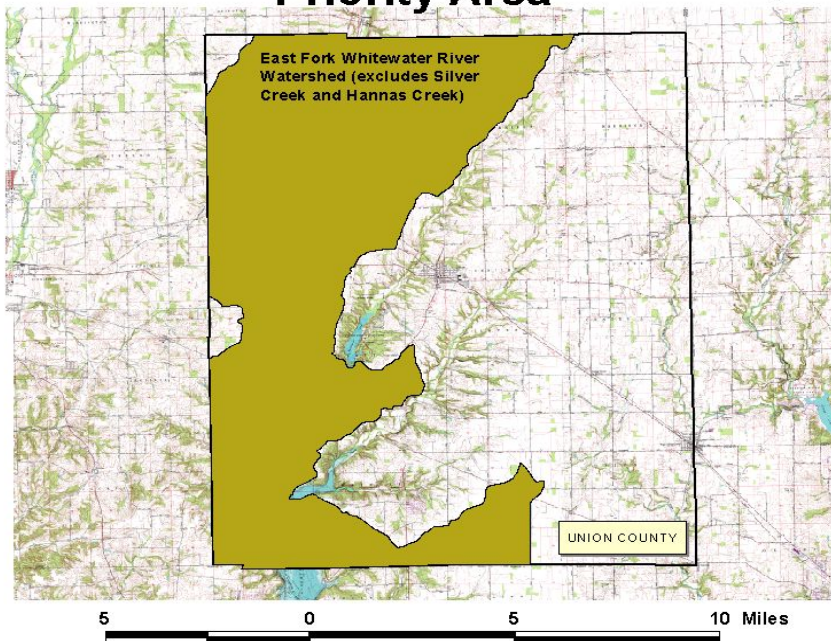 Priority Area
East Fork Whitewater River
Watershed (excludes Silver
Creek and Hannas Creek)
UNION COUNTY
5 0 5 10 Miles